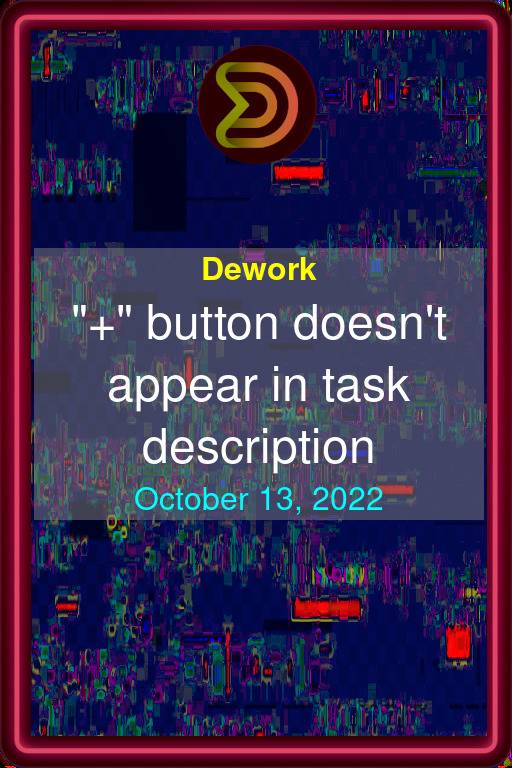 Dework
"+" button doesn't
appear in task
description
October 13, 2022